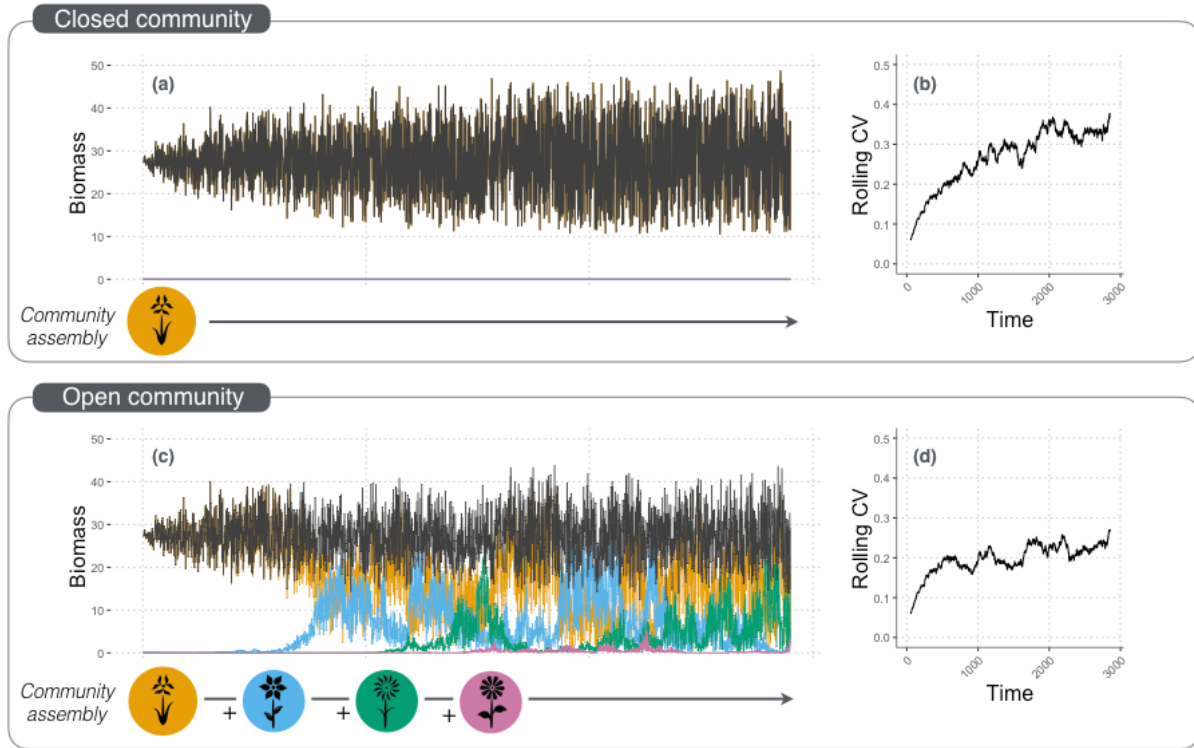 Closed community
(a)
50
40
30
20
10
0
Biomass
Community
assembly
(b)
0.5
0.4
0.3
0.2
0.1
0.0
Rolling CV
0
1000
2000
3000
Time
Open community
(c)
50
40
30
20
10
0
Biomass
Community
assembly
+
+
+
(d)
0.5
0.4
0.3
0.2
0.1
0.0
Rolling CV
0
1000
2000
3000
Time